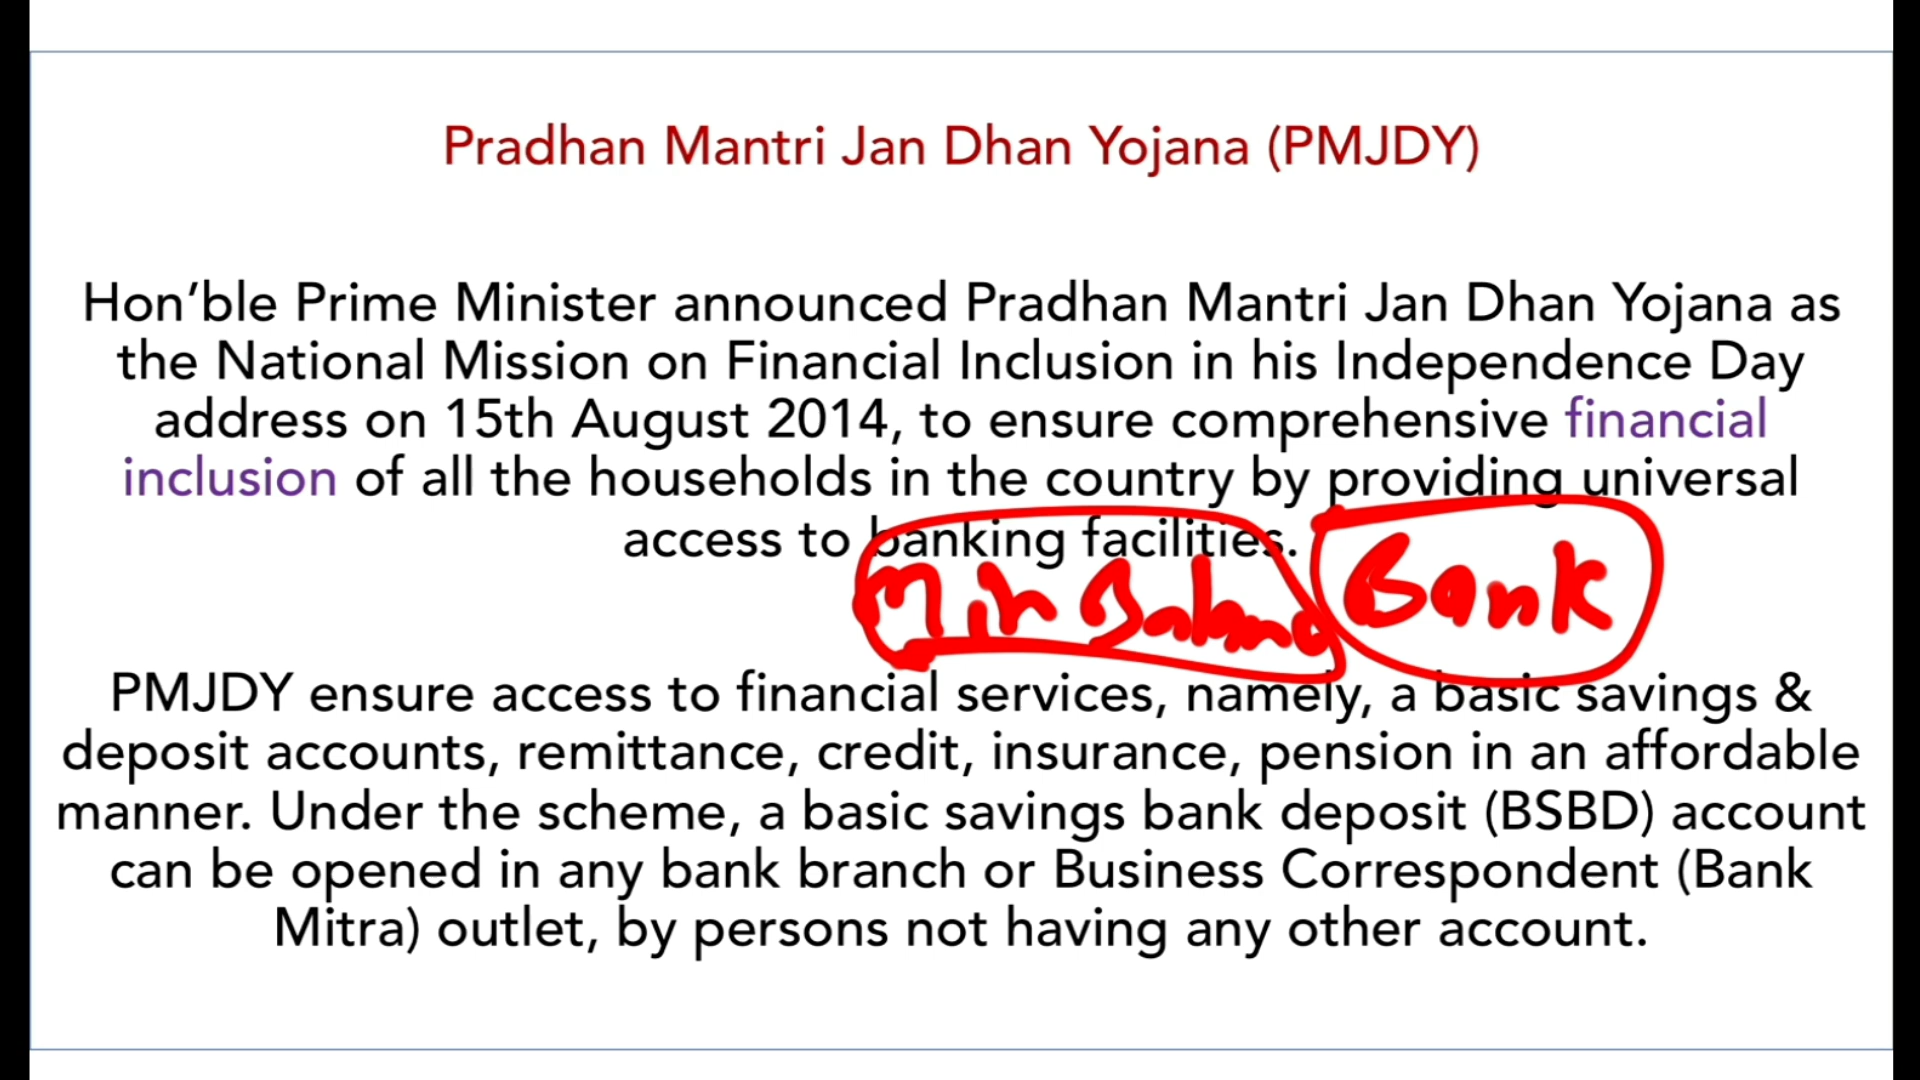 Pradhan Mantri Jan Dhan Yojana (PMJDY)
Hon’ble Prime Minister announced Pradhan Mantri Jan Dhan Yojana as
the National Mission on Financial Inclusion in his Independence Day
address on 15th August 2014, to ensure comprehensive financial
inclusion of all the households in the country by providing universal
access to banking facilities.
Min Bank
PMJDY ensure access to financial services, namely, a basic savings &
deposit accounts, remittance, credit, insurance, pension in an affordable
manner. Under the scheme, a basic savings bank deposit (BSBD) account
can be opened in any bank branch or Business Correspondent (Bank
Mitra) outlet, by persons not having any other account.